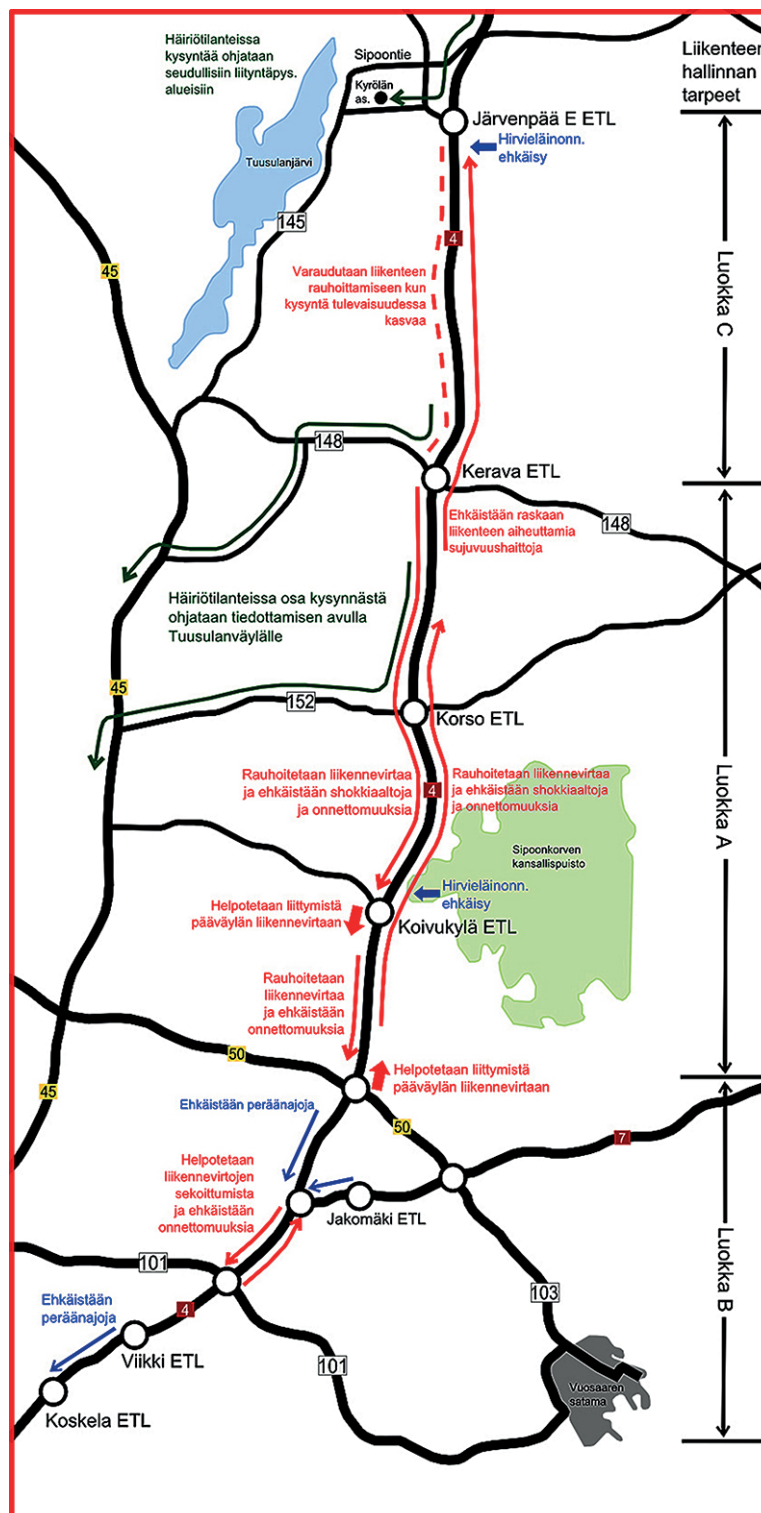 Häiriötilanteissa
kysyntää ohjataan
seudullisiin liityntäpys.
alueisiin
Sipoontie
Kyrölän
as.
Liikenteen
hallinnan
tarpeet
Järvenpää E ETL
Hirvieläinonn.
ehkäisy
Tuusulanjärvi
145
4
45
Varaudutaan liikenteen
rauhoittamiseen kun
kysyntä tulevaisuudessa
kasvaa
Luokka C
148
Kerava ETL
148
Ehkäistään raskaan
liikenteen aiheuttamia
sujuvuushaittoja
Häiriötilanteissa osa kysynnästä
ohjataan tiedottamisen avulla
Tuusulanväylälle
45
152
Korso ETL
Rauhoitetaan liikennevirtaa
ja ehkäistään shokkiaaltoja
ja onnettomuuksia
4
Rauhoitetaan liikennevirtaa
ja ehkäistään shokkiaaltoja
ja onnettomuuksia
Luokka A
Sipoonkorven
kansallispuisto
Hirvieläinonn.
ehkäisy
Helpotetaan liittymistä
pääväylän liikennevirtaan
Koivukylä ETL
Rauhoitetaan
liikennevirtaa
ja ehkäistään
onnettomuuksia
50
45
Helpotetaan liittymistä
pääväylän liikennevirtaan
Ehkäistään peräänajoja
50
7
Helpotetaan
liikennevirtojen
sekoittumista
ja ehkäistään
onnettomuuksia
Jakomäki ETL
Luokka B
101
103
Ehkäistään
peräänajoja
4
Viikki ETL
101
Koskela ETL
Vuosaaren
satama